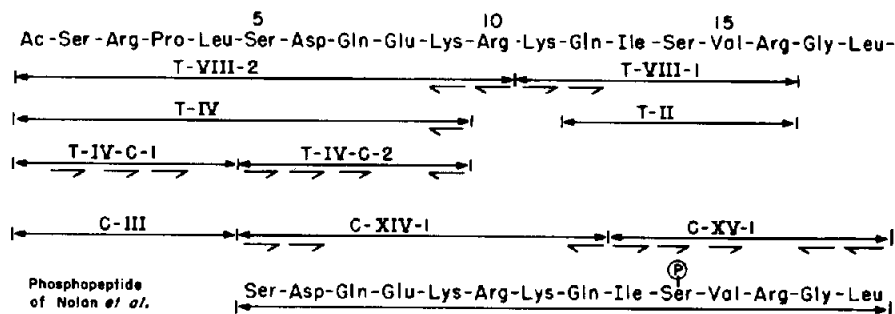 5 10 15
Ac-Ser-Arg-Pro-Leu-Ser-Asp-Gln-Glu-Lys-Arg-Lys-Gln-Ile-Ser-Val-Arg-Gly-Leu-
T-VIII-2 T-VIII-1
T-IV T-II
T-IV-C-1 T-IV-C-2
C-III C-XIV-1 C-XV-1
P
Phosphopeptide
of Nolan et al.
Ser-Asp-Gln-Glu-Lys-Arg-Lys-Gln-Ile-Ser-Val-Arg-Gly-Leu